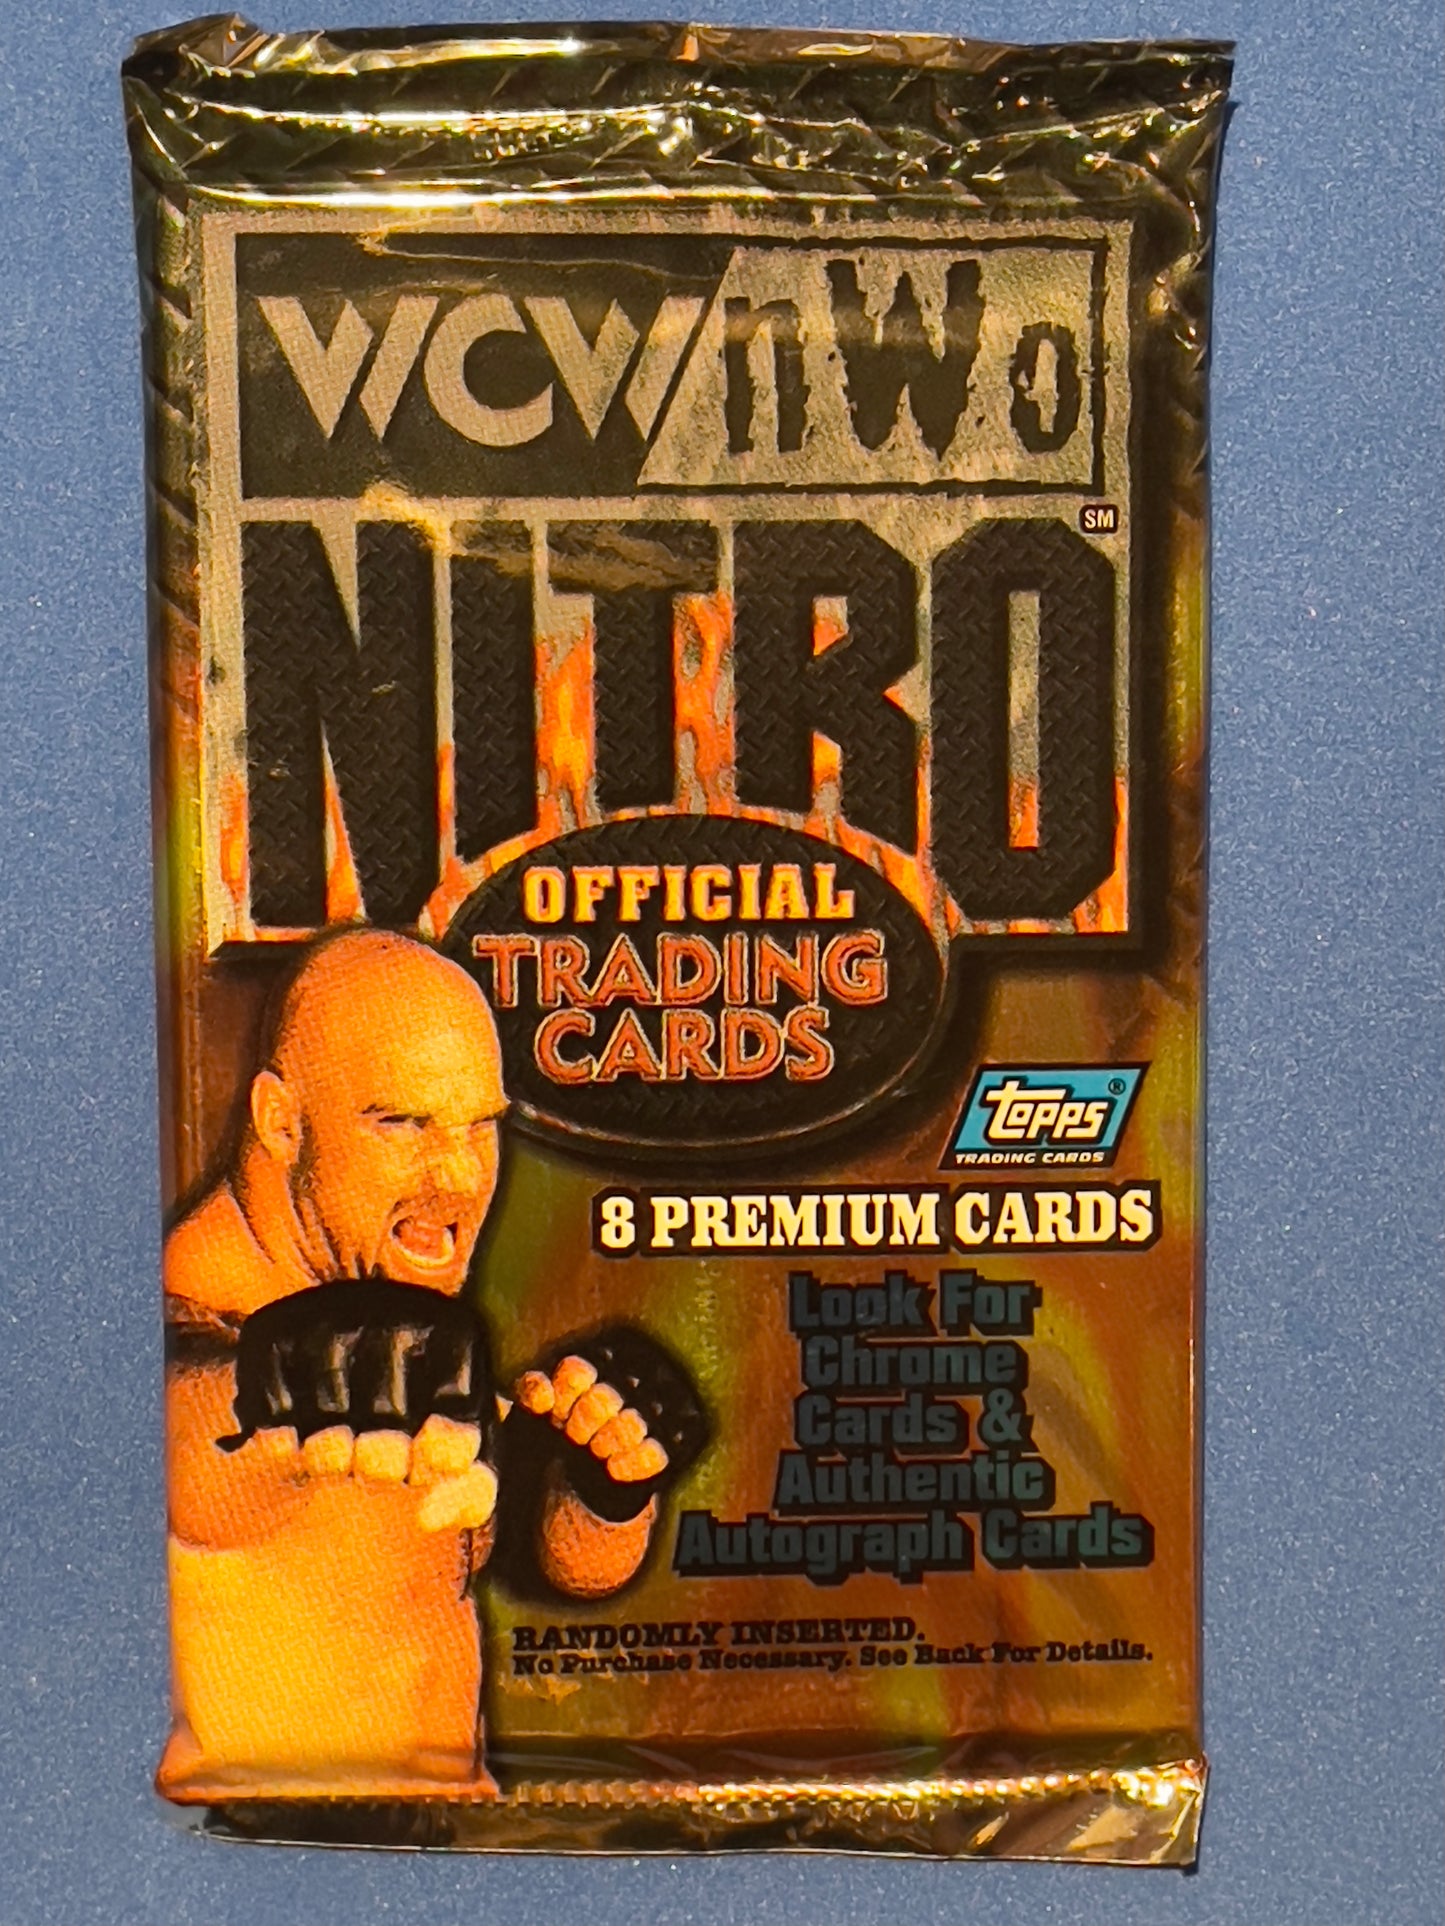 WCW/nWo
NITRO SM
OFFICIAL
TRADING
CARDS
Topps ®
TRADING CARDS
8 PREMIUM CARDS
Look For
Chrome
Cards &
Authentic
Autograph Cards
RANDOMLY INSERTED.
No Purchase Necessary. See Back For Details.